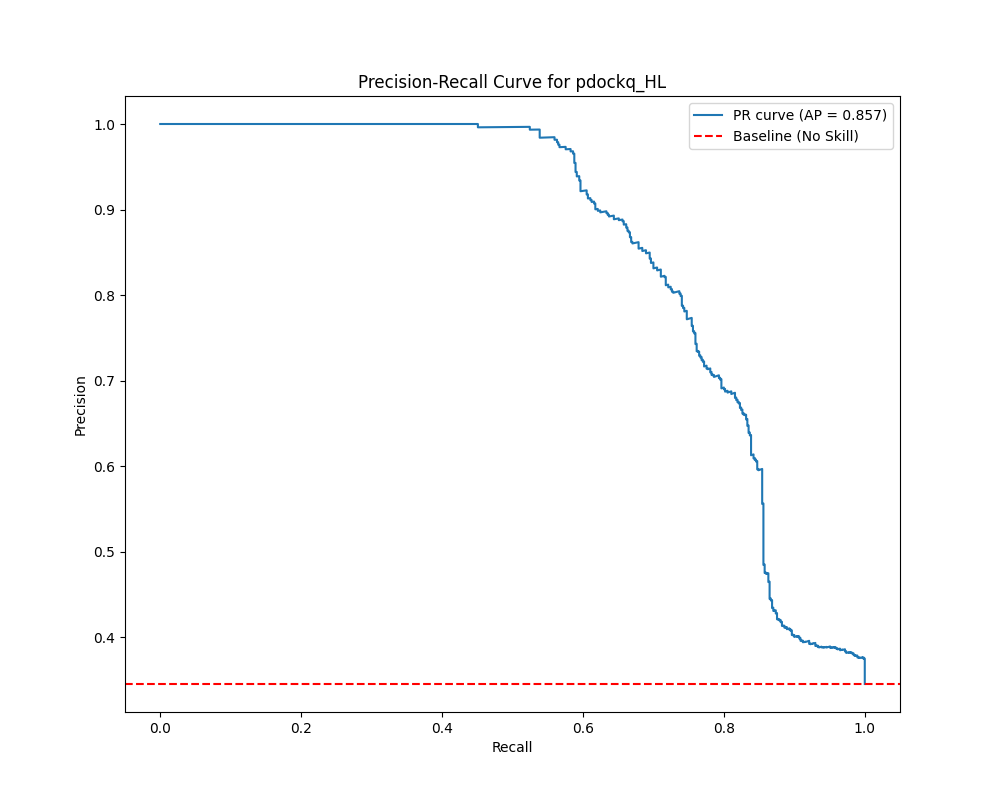 Precision-Recall Curve for pdockq_HL
PR curve (AP = 0.857)
Baseline (No Skill)
1.0
0.9
0.8
0.7
0.6
0.5
0.4
Precision
0.0
0.2
0.4
0.6
0.8
1.0
Recall